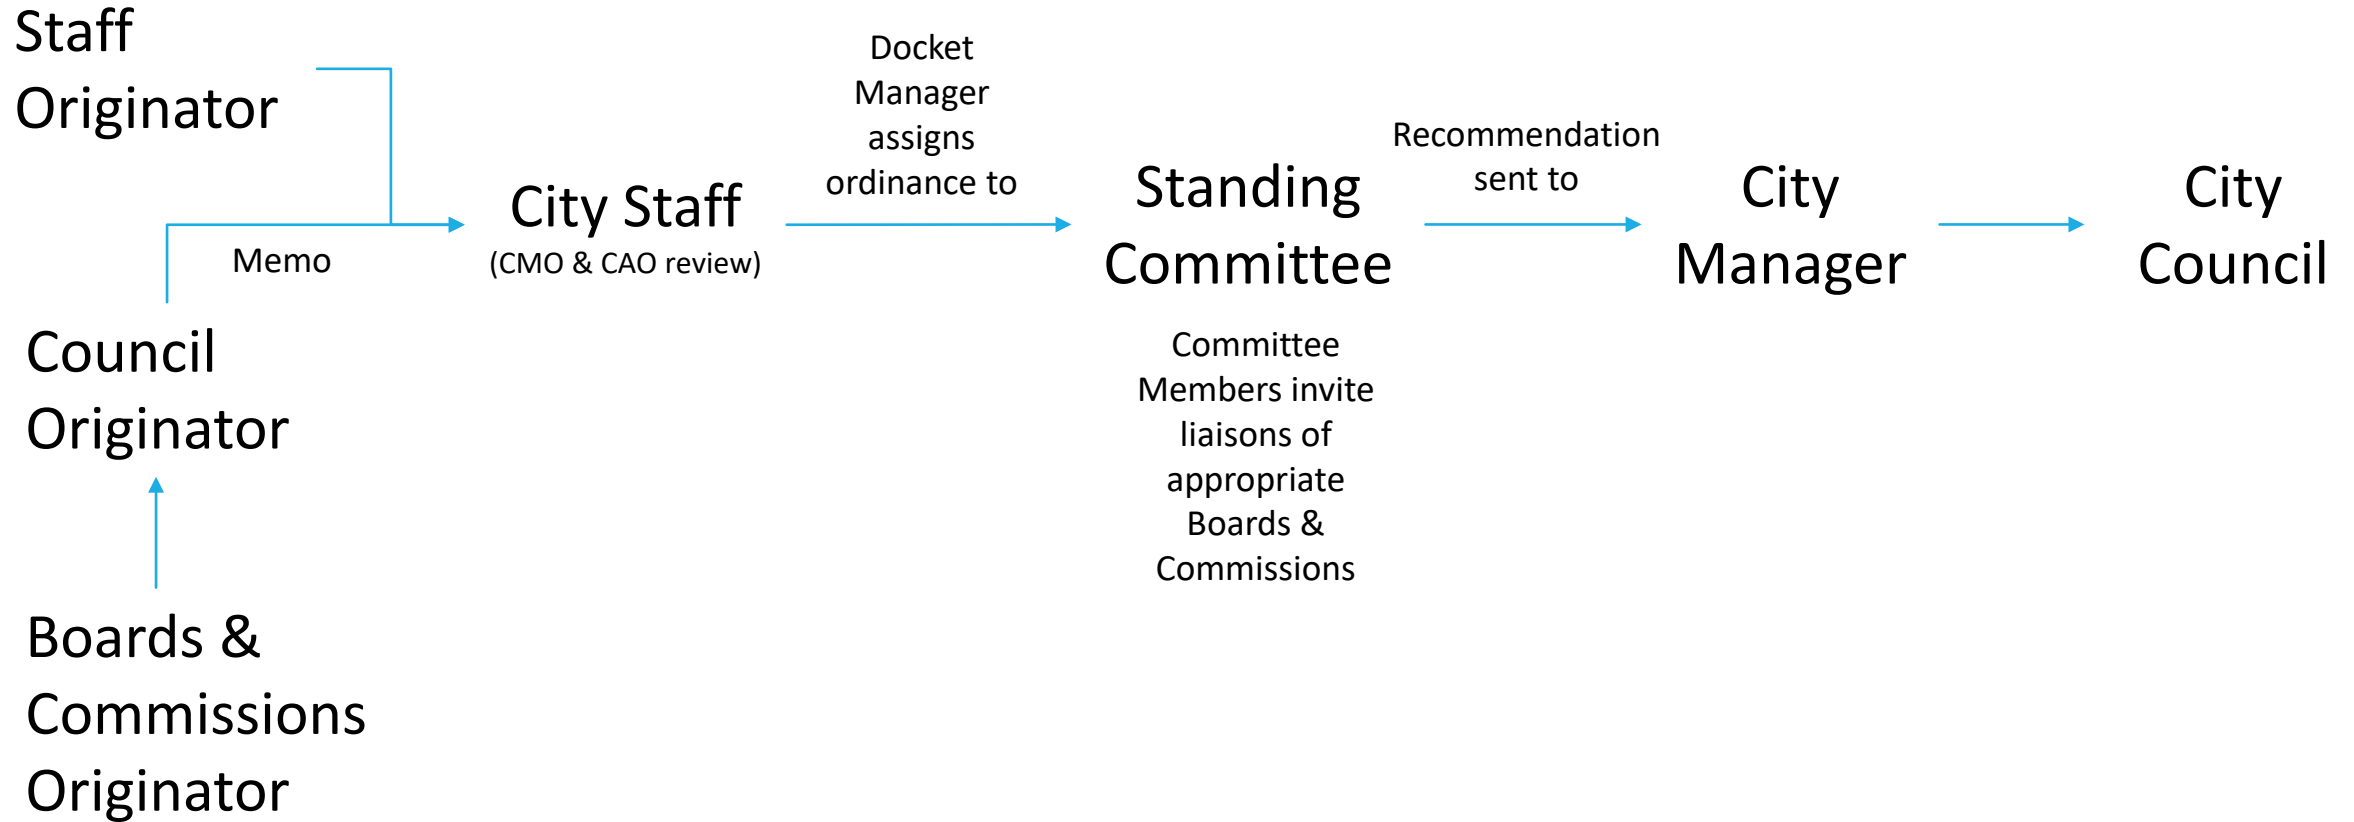 Staff
Originator
Docket
Manager
assigns
ordinance to
Recommendation
sent to
City Staff
(CMO & CAO review)
Memo
Standing
Committee
City
Manager
City
Council
Council
Originator
Committee
Members invite
liaisons of
appropriate
Boards &
Commissions
Boards &
Commissions
Originator